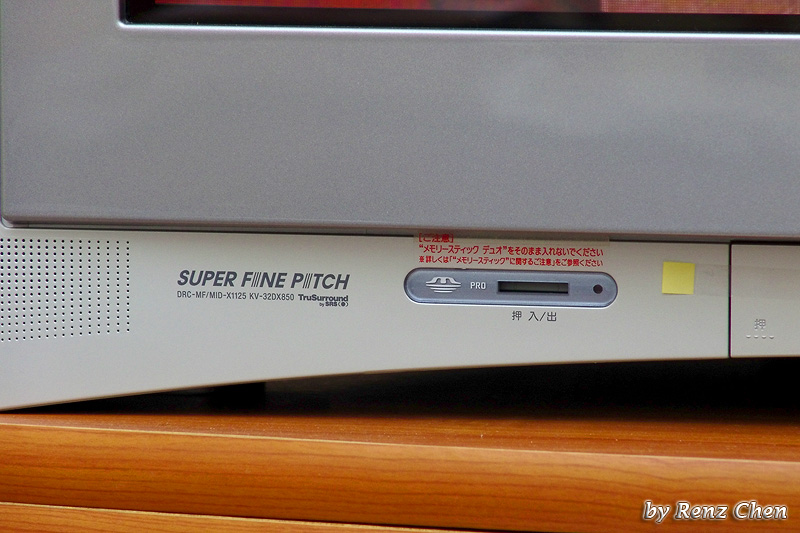 [ご注意]
"メモリースティック デュオ"をそのまま入れないでください
※詳しくは「"メモリースティック"に関するご注意」をご参照ください
SUPER FINE PITCH
DRC-MF/MID-X1125 KV-32DX850 TruSurround
by SRS(●)
PRO
押 入/出
押
by Renz Chen